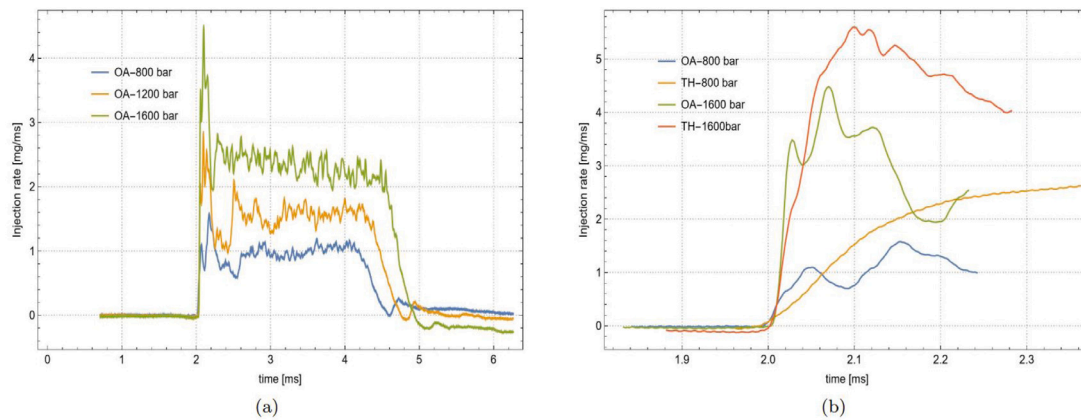 4
3
2
1
0
Injection rate [mg/ms]
OA–800 bar
OA–1200 bar
OA–1600 bar
0
1
2
3
4
5
6
time [ms]
(a)
5
4
3
2
1
0
Injection rate [mg/ms]
OA–800 bar
TH–800 bar
OA–1600 bar
TH–1600bar
1.9
2.0
2.1
2.2
2.3
time [ms]
(b)